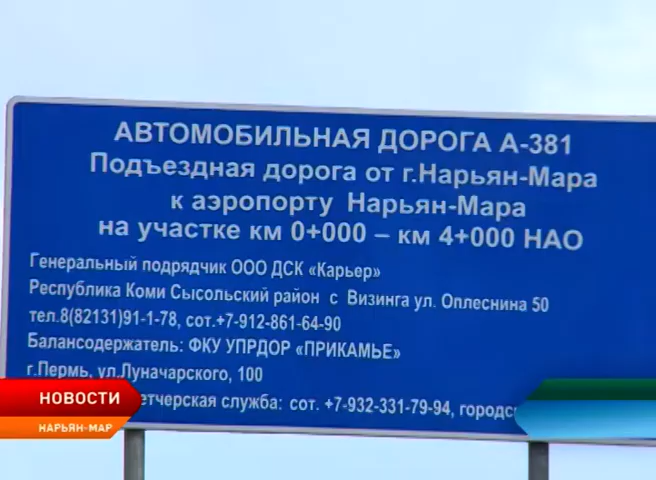 АВТОМОБИЛЬНАЯ ДОРОГА А-381
Подъездная дорога от г.Нарьян-Мара
к аэропорту Нарьян-Мара
на участке км 0+000 – км 4+000 НАО
Генеральный подрядчик ООО ДСК «Карьер»
Республика Коми Сысольский район с Визинга ул. Оплеснина 50
тел.8(82131)91-1-78, сот.+7-912-861-64-90
Балансодержатель: ФКУ УПРДОР «ПРИКАМЬЕ»
г.Пермь, ул.Луначарского, 100
служба: сот. +7-932-331-79-94,
НОВОСТИ
НАРЬЯН-МАР